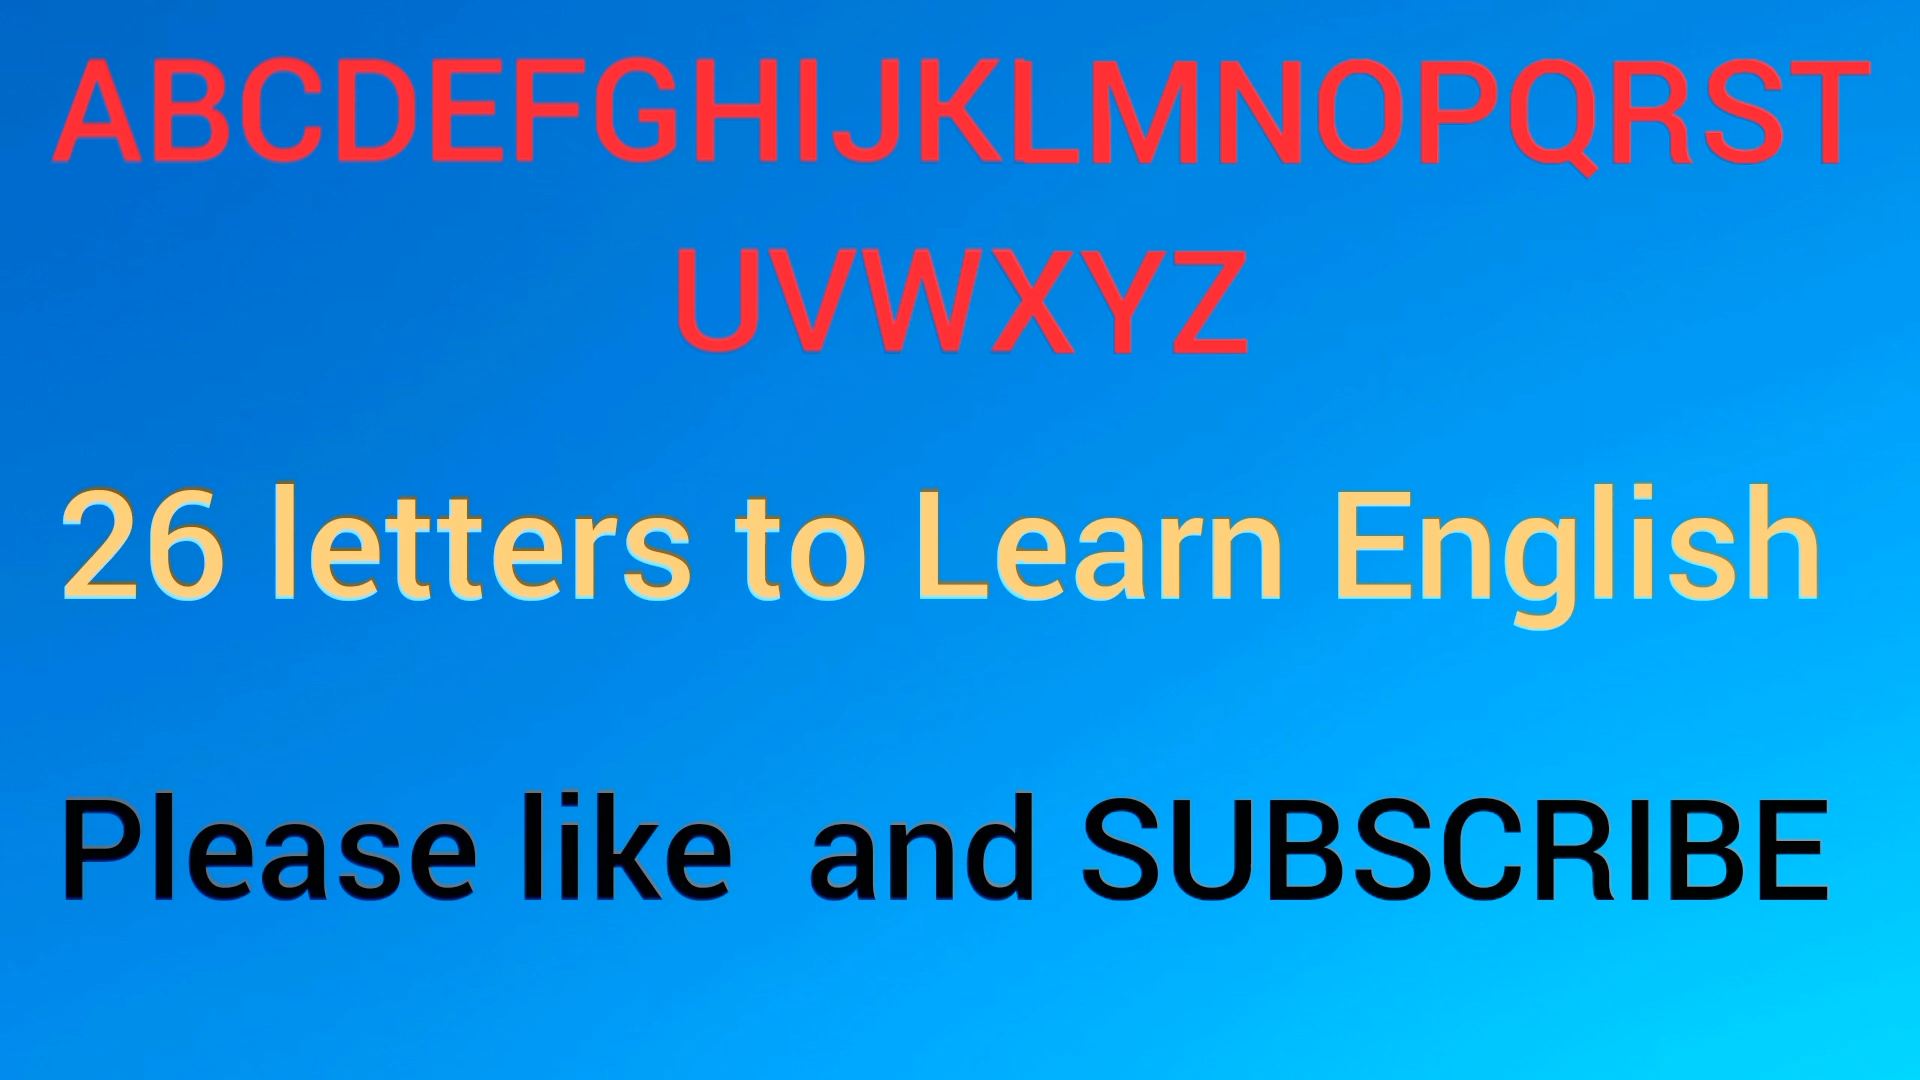 ABCDEFGHIJKLMNOPQRST
UVWXYZ
26 letters to Learn English
Please like  and SUBSCRIBE